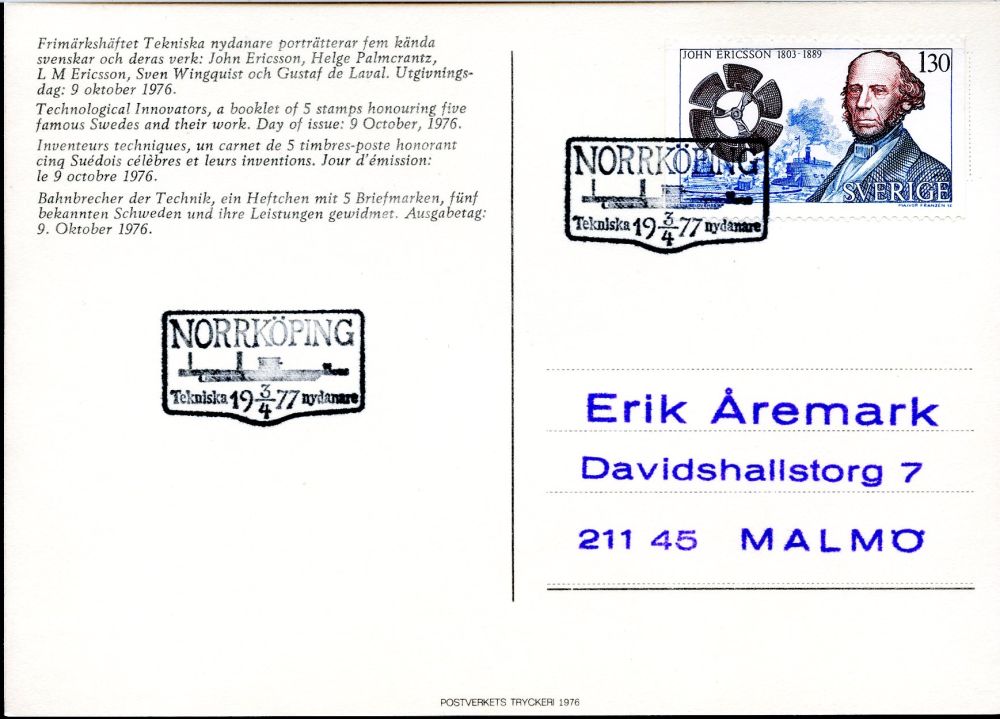 Frimärkshäftet Tekniska nydanare porträtterar fem kända
svenskar och deras verk: John Ericsson, Helge Palmcrantz,
L M Ericsson, Sven Wingquist och Gustaf de Laval. Utgivnings-
dag: 9 oktober 1976.
Technological Innovators, a booklet of 5 stamps honouring five
famous Swedes and their work. Day of issue: 9 October, 1976.
Inventeurs techniques, un carnet de 5 timbres-poste honorant
cinq Suédois célèbres et leurs inventions. Jour d'émission:
le 9 octobre 1976.
Bahnbrecher der Technik, ein Heftchen mit 5 Briefmarken, fünf
bekannten Schweden und ihre Leistungen gewidmet. Ausgabetag:
9. Oktober 1976.
JOHN ERICSSON 1803-1889
130
SVERIGE
MAJVOR FRANZÉN
NORRKÖPING
Tekniska 19 3/4 77 nydanare
NORRKÖPING
Tekniska 19 3/4 77 nydanare
Erik Åremark
Davidshallstorg 7
211 45 MALMÖ
POSTVERKETS TRYCKERI 1976